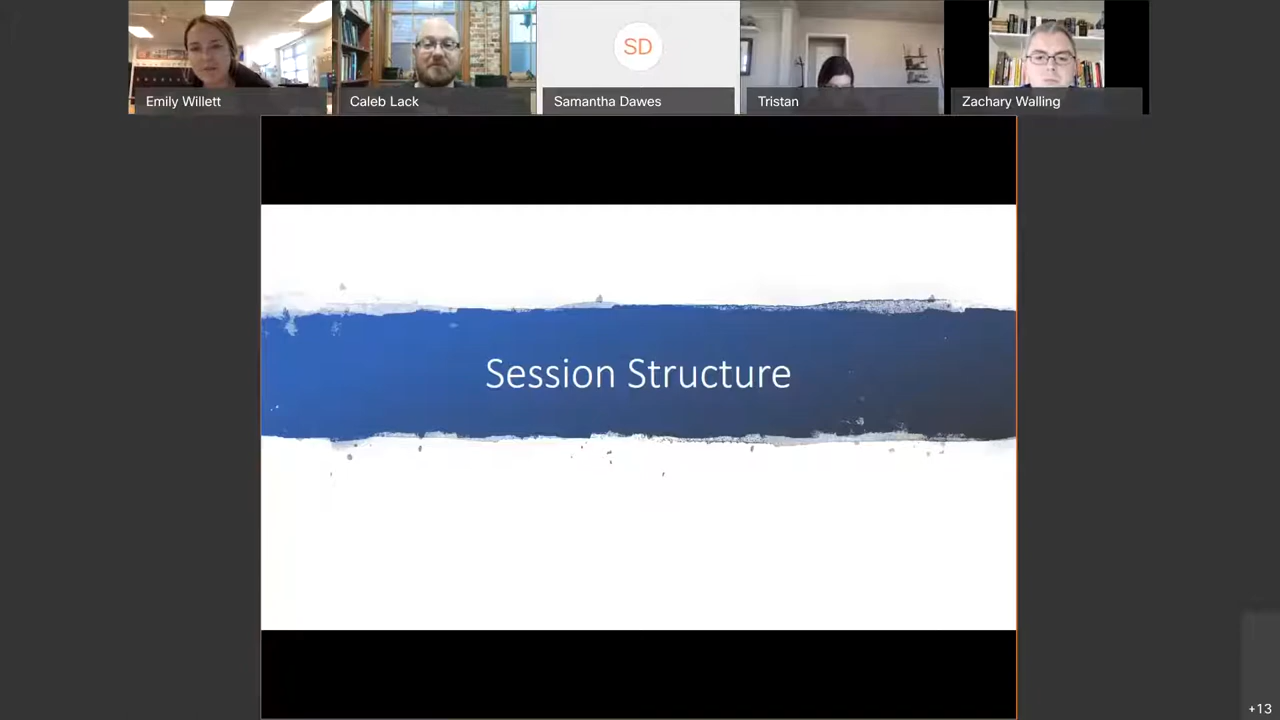 SD
Emily Willett
Caleb Lack
Samantha Dawes
Tristan
Zachary Walling
Session Structure
+13